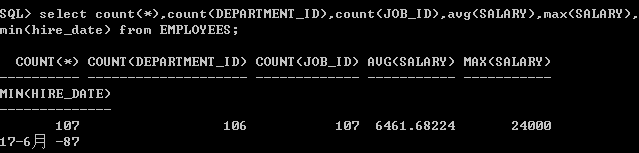 SQL> select count(*),count(DEPARTMENT_ID),count(JOB_ID),avg(SALARY),max(SALARY),
min(hire_date) from EMPLOYEES;
COUNT(*) COUNT(DEPARTMENT_ID) COUNT(JOB_ID) AVG(SALARY) MAX(SALARY)
---------- -------------------- ------------- ----------- -----------
MIN(HIRE_DATE)
--------------
107 106 107 6461.68224 24000
17-6月 -87